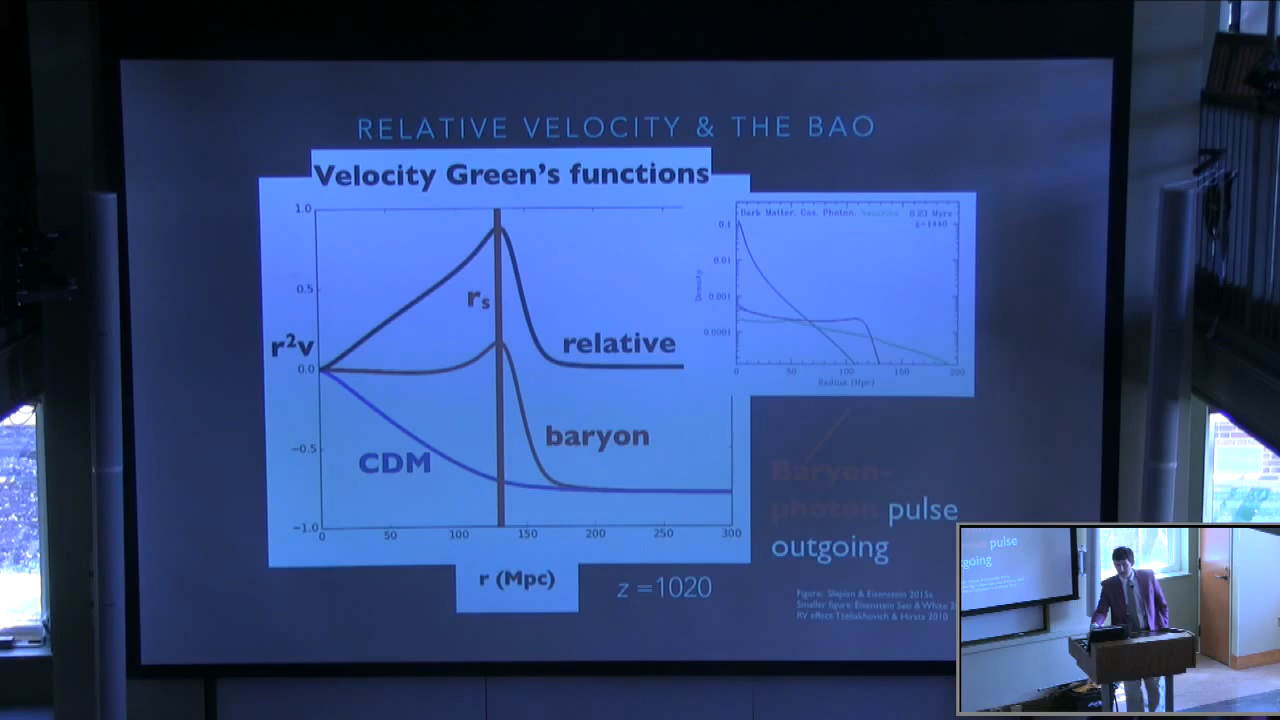 RELATIVE VELOCITY & THE BAO
Velocity Green's functions
1.0
0.5
r²v
0.0
−0.5
−1.0
rs
relative
baryon
CDM
0
50
100
150
200
250
300
r (Mpc)
z =1020
Dark Matter, Gas, Photon, Neutrino 0.23 Myrs
z=1440
0.1
0.01
0.001
0.0001
Density
0
50
100
150
200
Radius (Mpc)
Baryon-
photon pulse
outgoing
Figure: Slepian & Eisenstein 2015a
Smaller figure: Eisenstein Seo & White
RV effect Tseliakhovich & Hirata 2010
pulse
going